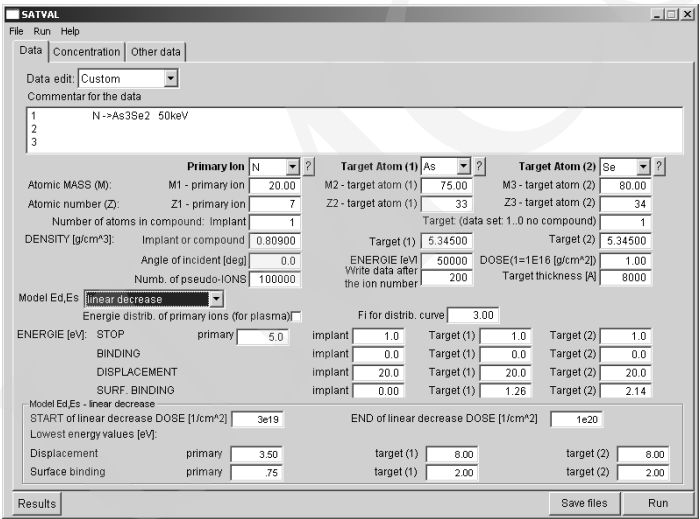 SATVAL
File Run Help
Data Concentration Other data
Data edit: Custom
Commentar for the data
1 N ->As3Se2 50keV
2
3
Primary Ion N ? Target Atom (1) As ? Target Atom (2) Se ?
Atomic MASS (M): M1 - primary ion 20.00 M2 - target atom (1) 75.00 M3 - target atom (2) 80.00
Atomic number (Z): Z1 - primary ion 7 Z2 - target atom (1) 33 Z3 - target atom (2) 34
Number of atoms in compound: Implant 1 Target: (data set: 1..0 no compound) 1
DENSITY [g/cm^3]: Implant or compound 0.80900 Target (1) 5.34500 Target (2) 5.34500
Angle of incident [deg] 0.0 ENERGIE [eV] 50000 DOSE(1=1E16 [g/cm^2]) 1.00
Numb. of pseudo-IONS 100000 Write data after the ion number 200 Target thickness [A] 8000
Model Ed,Es linear decrease
Energie distrib. of primary ions (for plasma) Fi for distrib. curve 3.00
ENERGIE [eV]: STOP primary 5.0 implant 1.0 Target (1) 1.0 Target (2) 1.0
BINDING implant 0.0 Target (1) 0.0 Target (2) 0.0
DISPLACEMENT implant 20.0 Target (1) 20.0 Target (2) 20.0
SURF. BINDING implant 0.00 Target (1) 1.26 Target (2) 2.14
Model Ed,Es - linear decrease
START of linear decrease DOSE [1/cm^2] 3e19 END of linear decrease DOSE [1/cm^2] 1e20
Lowest energy values [eV]:
Displacement primary 3.50 target (1) 8.00 target (2) 8.00
Surface binding primary .75 target (1) 2.00 target (2) 2.00
Results Save files Run